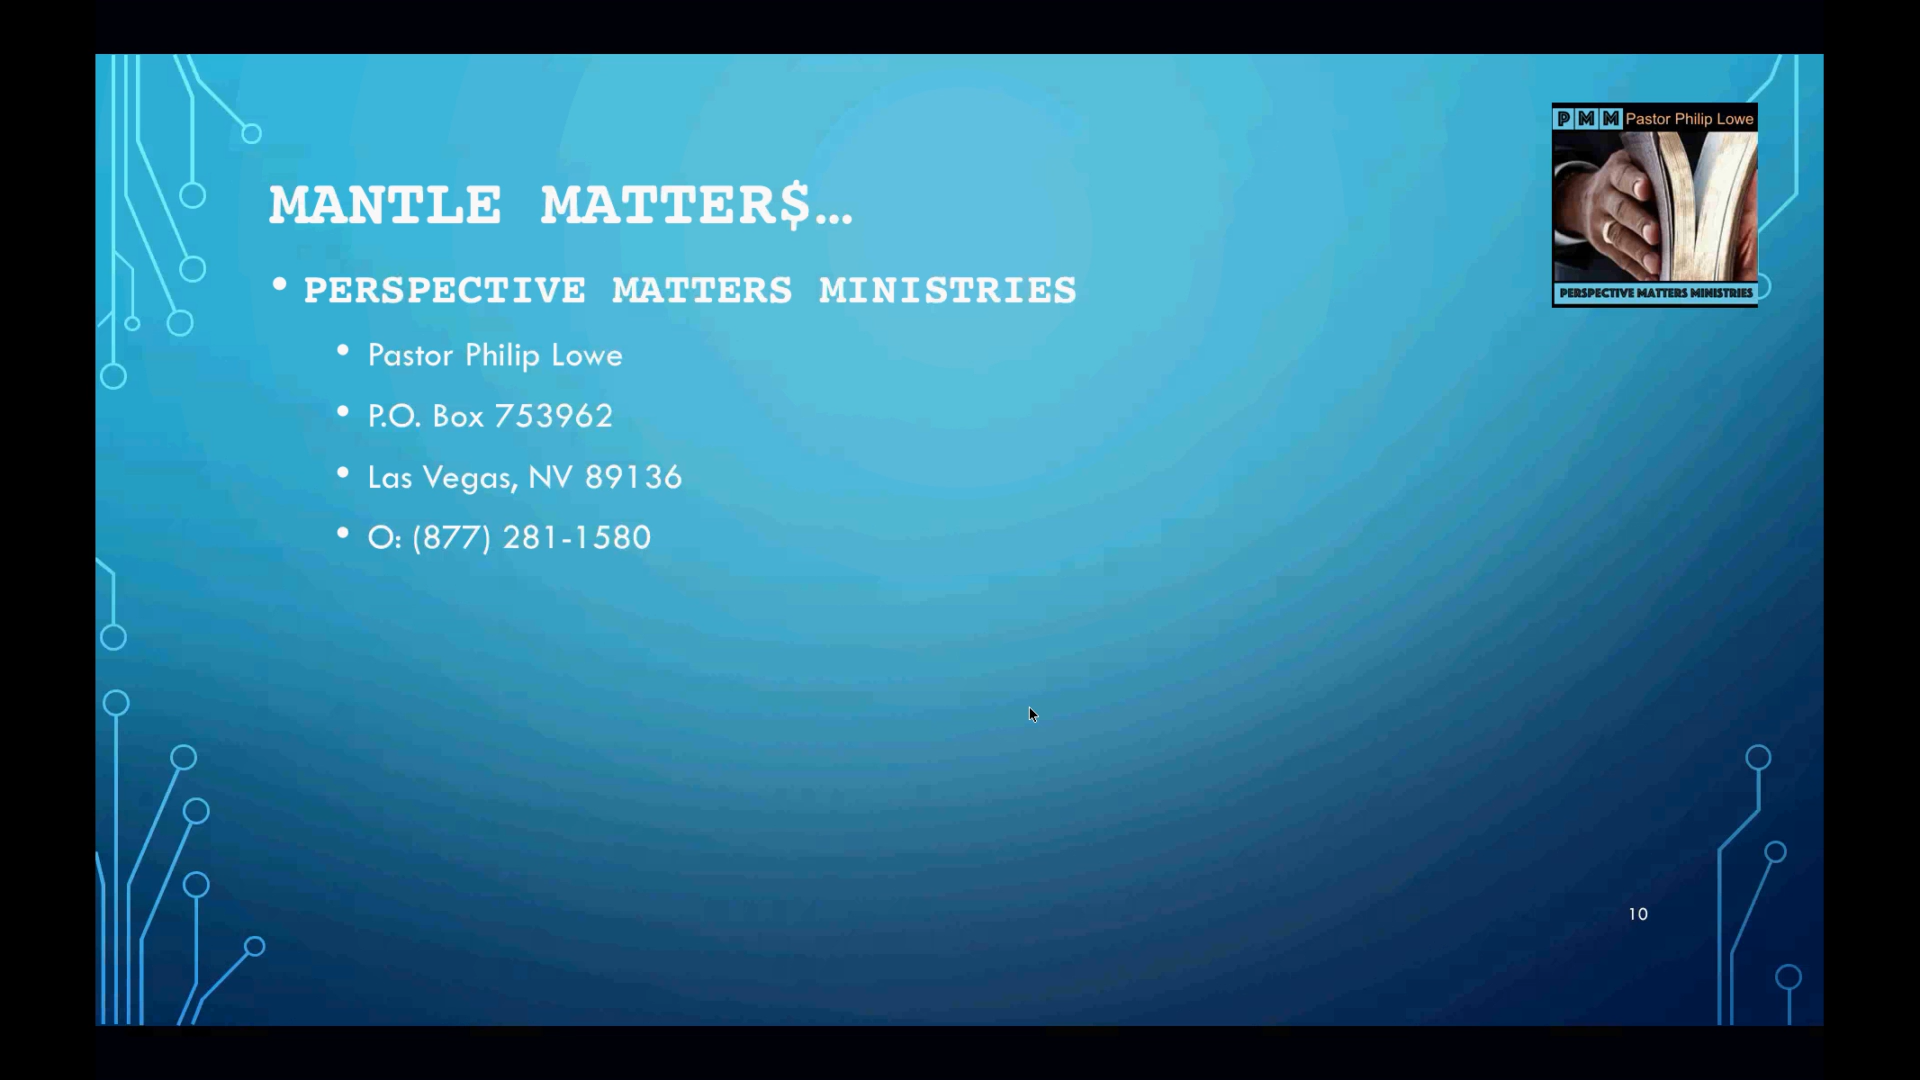 PMM Pastor Philip Lowe
PERSPECTIVE MATTERS MINISTRIES
MANTLE MATTER$...
• PERSPECTIVE MATTERS MINISTRIES
• Pastor Philip Lowe
• P.O. Box 753962
• Las Vegas, NV 89136
• O: (877) 281-1580
10